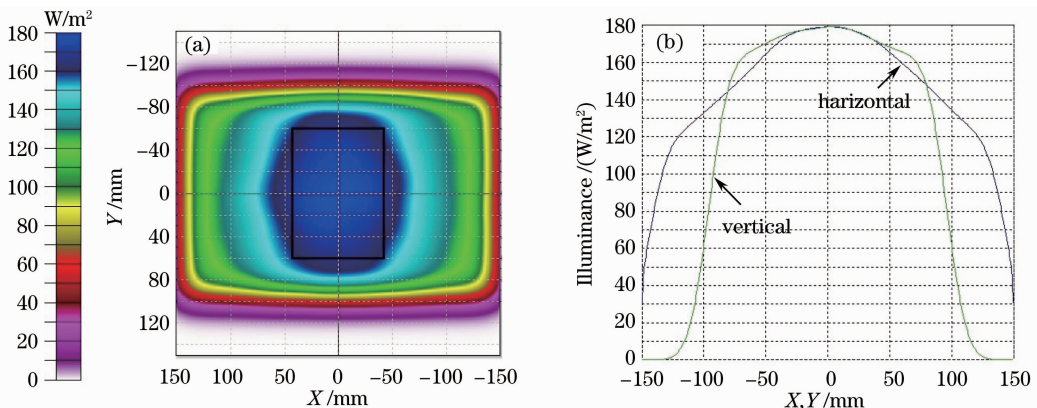 W/m²
180
160
140
120
100
80
60
40
20
0
(a)
−120
−80
−40
0
40
80
120
Y/mm
150 100 50 0 −50 −100 −150
X/mm
(b)
180
160
140
120
100
80
60
40
20
0
Illuminance/(W/m²)
harizontal
vertical
−150 −100 −50 0 50 100 150
X,Y/mm